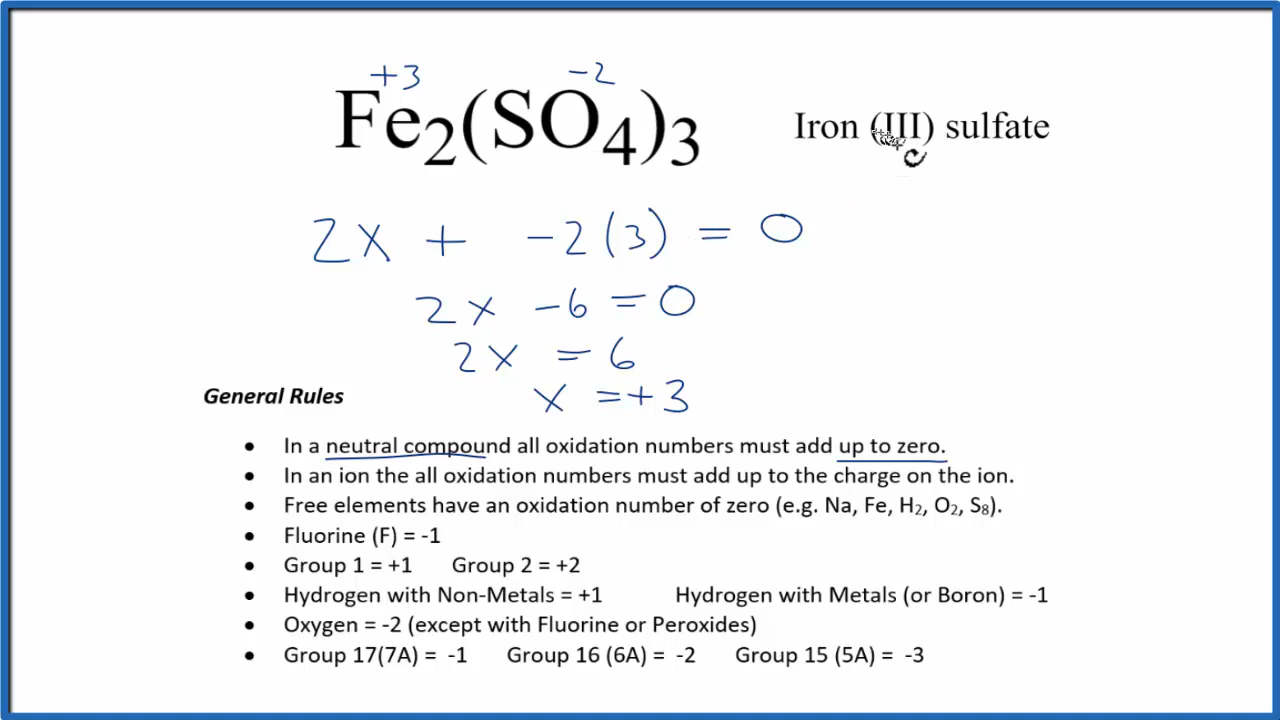 +3 -2
Fe₂(SO₄)₃ Iron (III) sulfate
2x + -2(3) = 0
2x -6 = 0
2x = 6
x = +3
General Rules
• In a neutral compound all oxidation numbers must add up to zero.
• In an ion the all oxidation numbers must add up to the charge on the ion.
• Free elements have an oxidation number of zero (e.g. Na, Fe, H₂, O₂, S₈).
• Fluorine (F) = -1
• Group 1 = +1 Group 2 = +2
• Hydrogen with Non-Metals = +1 Hydrogen with Metals (or Boron) = -1
• Oxygen = -2 (except with Fluorine or Peroxides)
• Group 17(7A) = -1 Group 16 (6A) = -2 Group 15 (5A) = -3